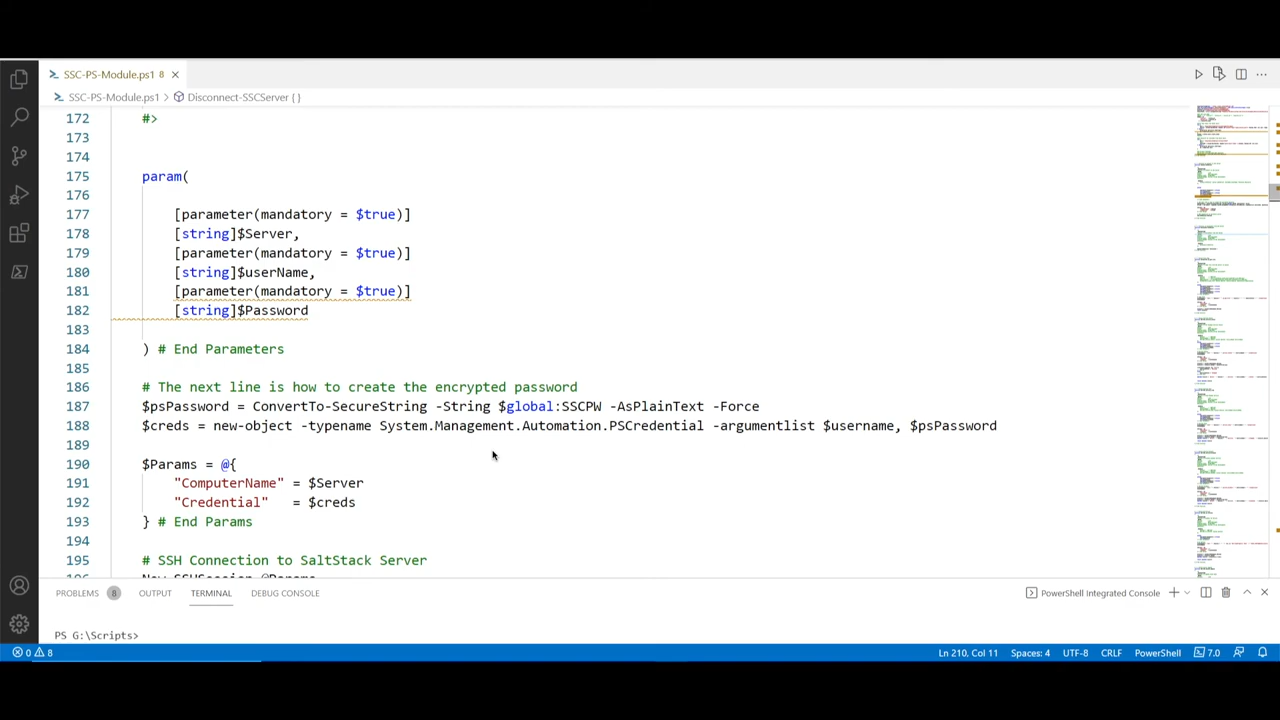 SSC-PS-Module.ps1 8
SSC-PS-Module.ps1 > Disconnect-SSCServer { }
172 #>
173
174
175 param(
176
177 [parameter(mandatory = $true)]
178 [string]$Server,
179 [parameter(mandatory = $true)]
180 [string]$userName,
181 [parameter(mandatory = $true)]
182 [string]$Password
183
184 ) # End Parameters
185
186 # The next line is how to create the encrypted password
187 $psPassword = ConvertTo-SecureString -String $global:SSCPW -AsPlainText -Force
188 $creds = new-object -typename System.Management.Automation.PSCredential -argumentlist $username, $psPassword
189
190 $Params = @{
191 "ComputerName" = $Server
192 "Credential" = $creds
193 } # End Params
194
195 # SSH Connection to SaltStack Server
196 New-SSHSession @Params
PROBLEMS 8 OUTPUT TERMINAL DEBUG CONSOLE PowerShell Integrated Console
PS G:\Scripts>
0 8 Ln 210, Col 11 Spaces: 4 UTF-8 CRLF PowerShell 7.0